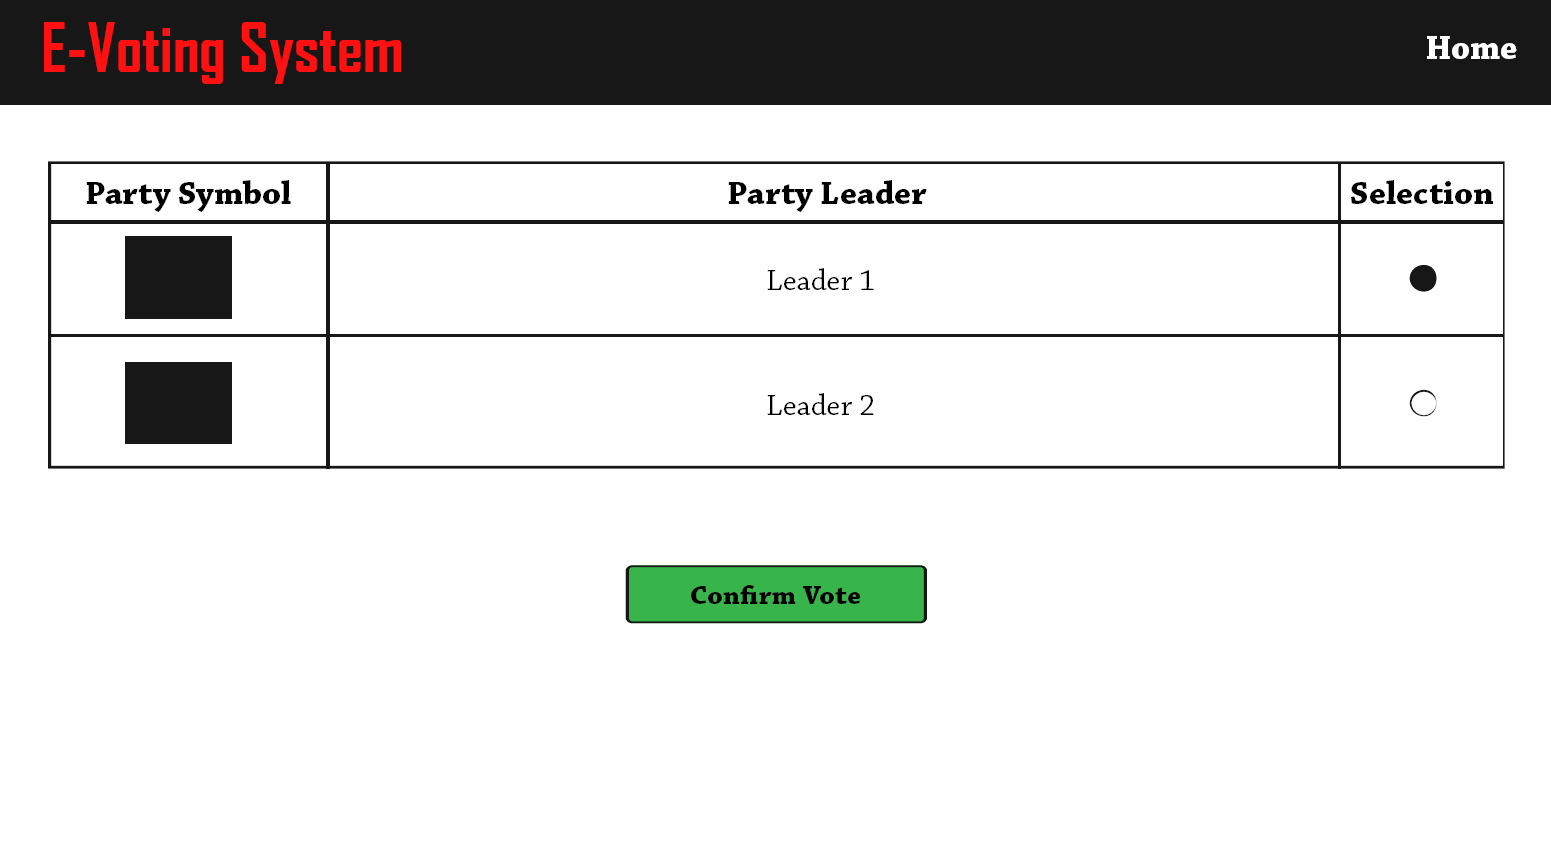 E-Voting System
Home
Party Symbol
Party Leader
Selection
Leader 1
Leader 2
Confirm Vote